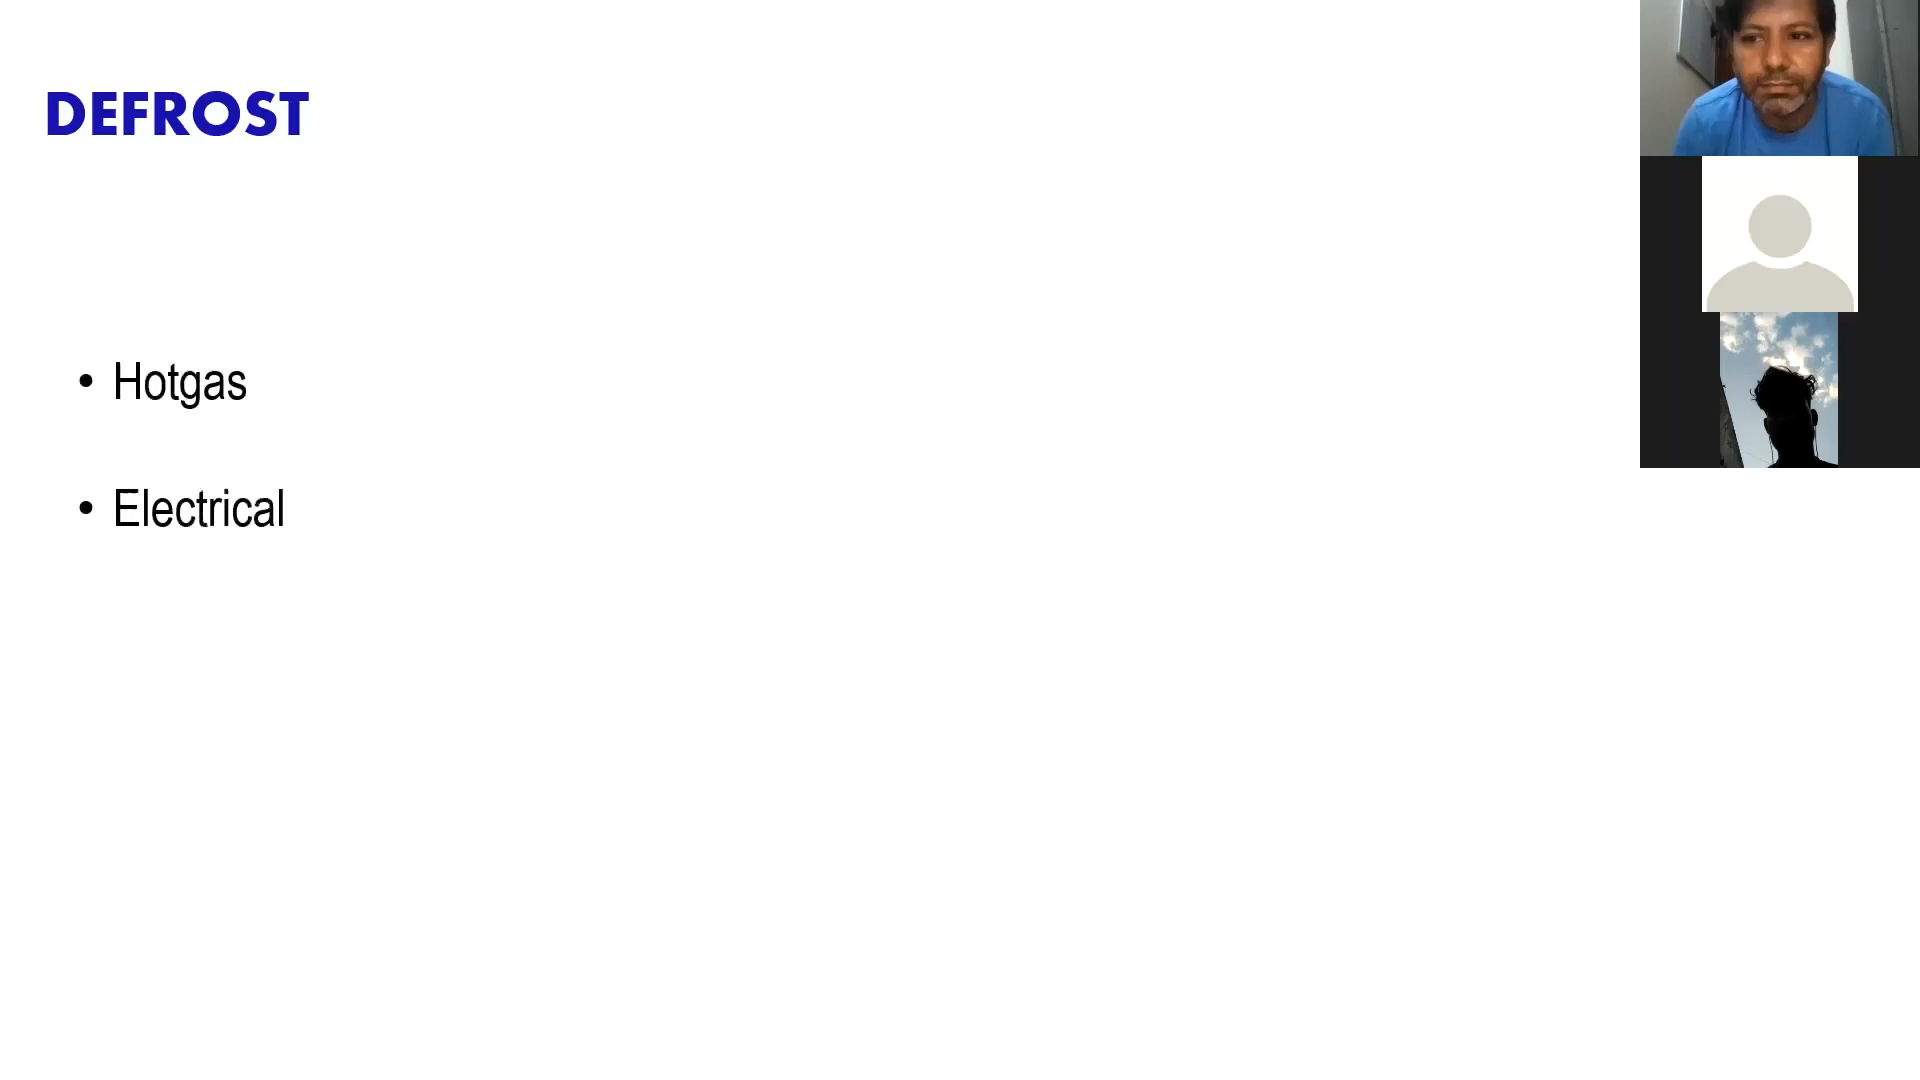 DEFROST
• Hotgas
• Electrical